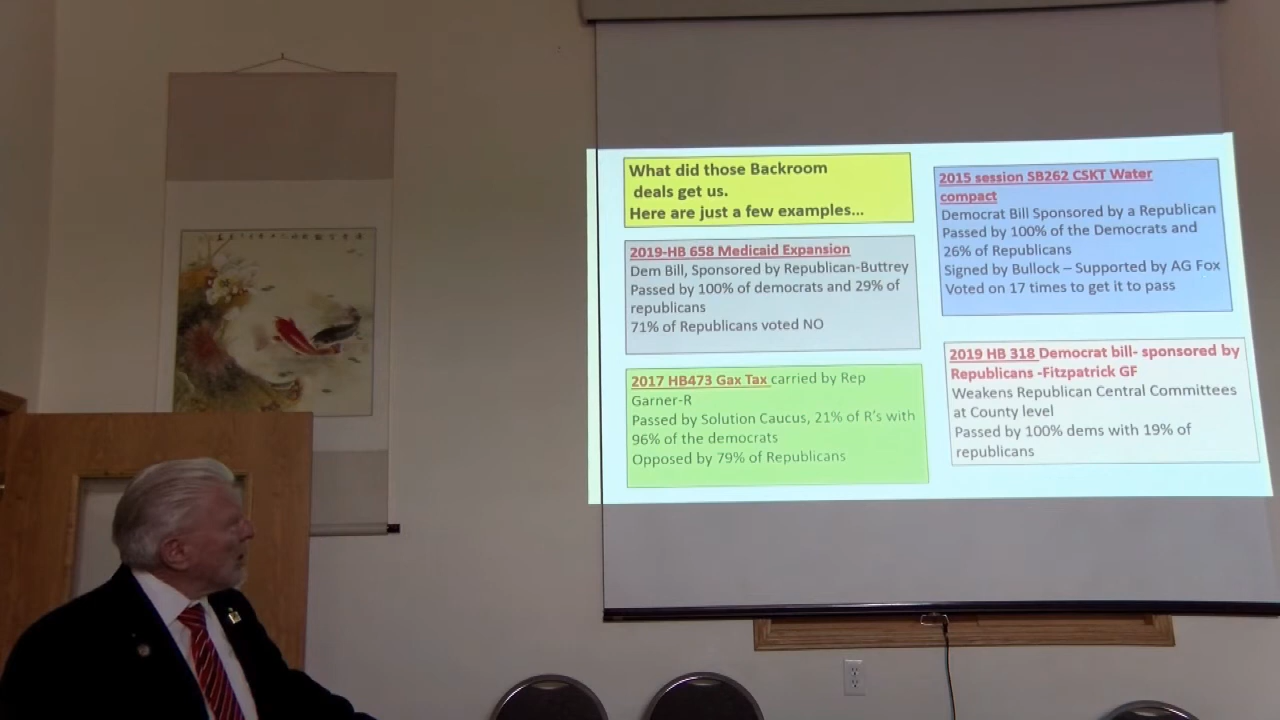 What did those Backroom
deals get us.
Here are just a few examples...
2019-HB 658 Medicaid Expansion
Dem Bill, Sponsored by Republican-Buttrey
Passed by 100% of democrats and 29% of
republicans
71% of Republicans voted NO
2017 HB473 Gax Tax carried by Rep
Garner-R
Passed by Solution Caucus, 21% of R's with
96% of the democrats
Opposed by 79% of Republicans
2015 session SB262 CSKT Water
compact
Democrat Bill Sponsored by a Republican
Passed by 100% of the Democrats and
26% of Republicans
Signed by Bullock – Supported by AG Fox
Voted on 17 times to get it to pass
2019 HB 318 Democrat bill- sponsored by
Republicans -Fitzpatrick GF
Weakens Republican Central Committees
at County level
Passed by 100% dems with 19% of
republicans